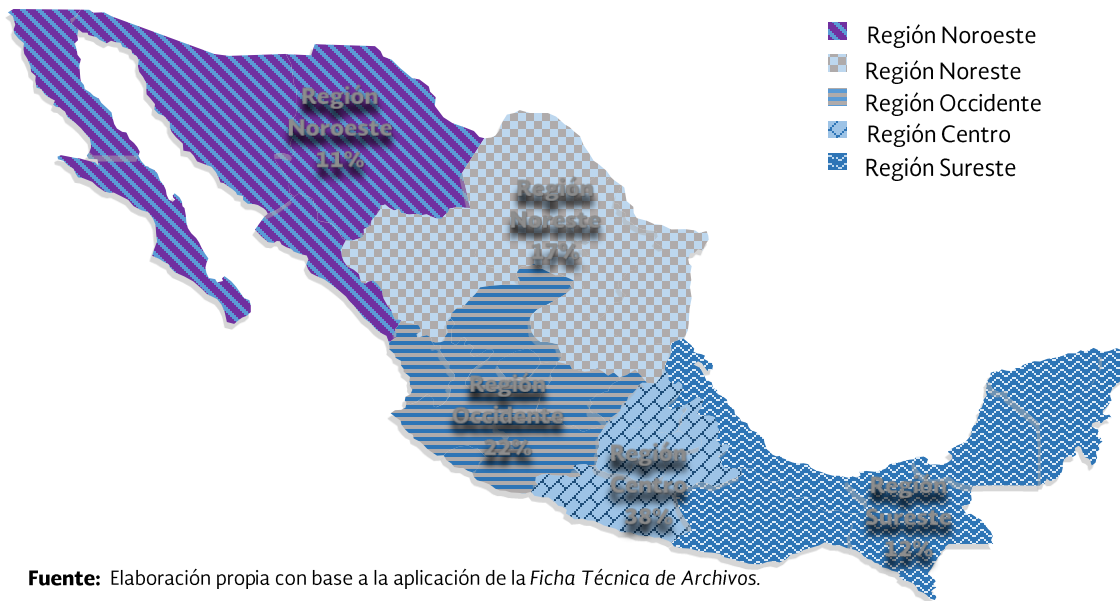 Región Noroeste
Región Noreste
Región Occidente
Región Centro
Región Sureste
Región
Noroeste
11%
Región
Noreste
17%
Región
Occidente
22%
Región
Centro
38%
Región
Sureste
12%
Fuente: Elaboración propia con base a la aplicación de la Ficha Técnica de Archivos.